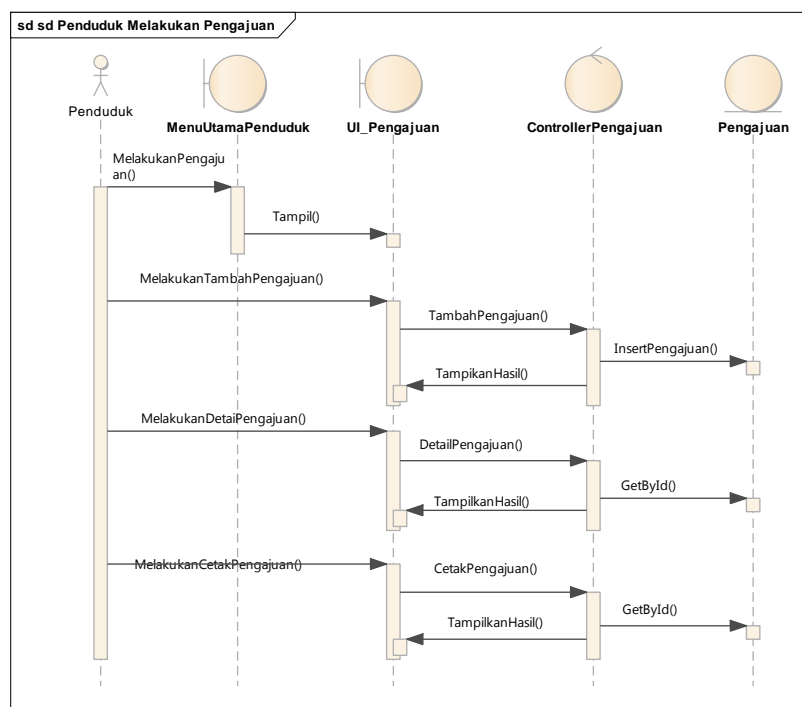 sd sd Penduduk Melakukan Pengajuan
Penduduk
MenuUtamaPenduduk
UI_Pengajuan
ControllerPengajuan
Pengajuan
MelakukanPengaju
an()
Tampil()
MelakukanTambahPengajuan()
TambahPengajuan()
InsertPengajuan()
TampikanHasil()
MelakukanDetaiPengajuan()
DetailPengajuan()
GetById()
TampilkanHasil()
MelakukanCetakPengajuan()
CetakPengajuan()
GetById()
TampilkanHasil()